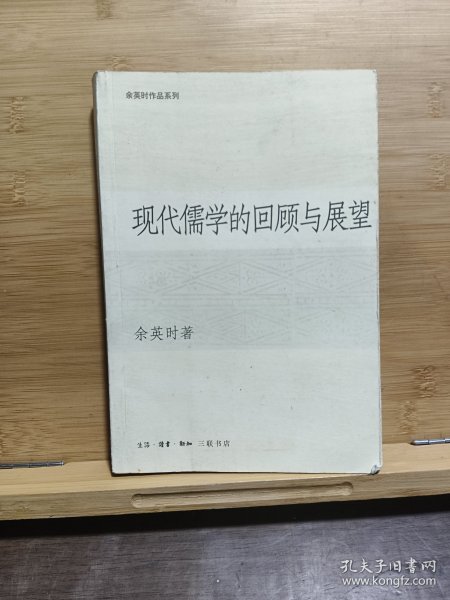 余英时作品系列
现代儒学的回顾与展望
余英时著
生活·读书·新知 三联书店
孔夫子旧书网
www.kongfz.com